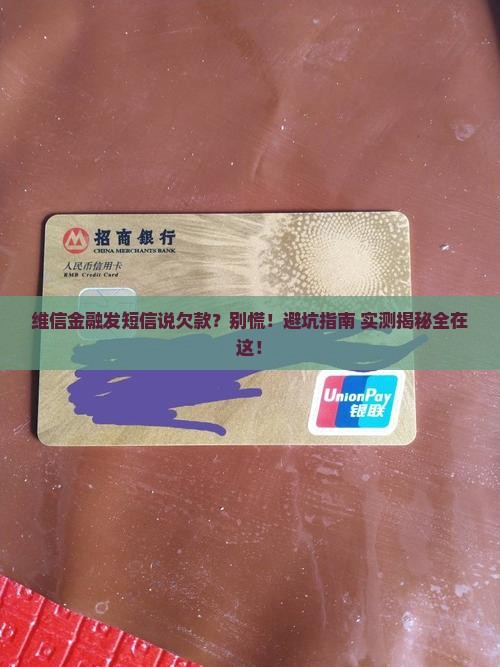 招商银行
CHINA MERCHANTS BANK
人民币信用卡
RMB Credit Card
维信金融发短信说欠款？别慌！避坑指南 实测揭秘全在
这！
UnionPay
银联